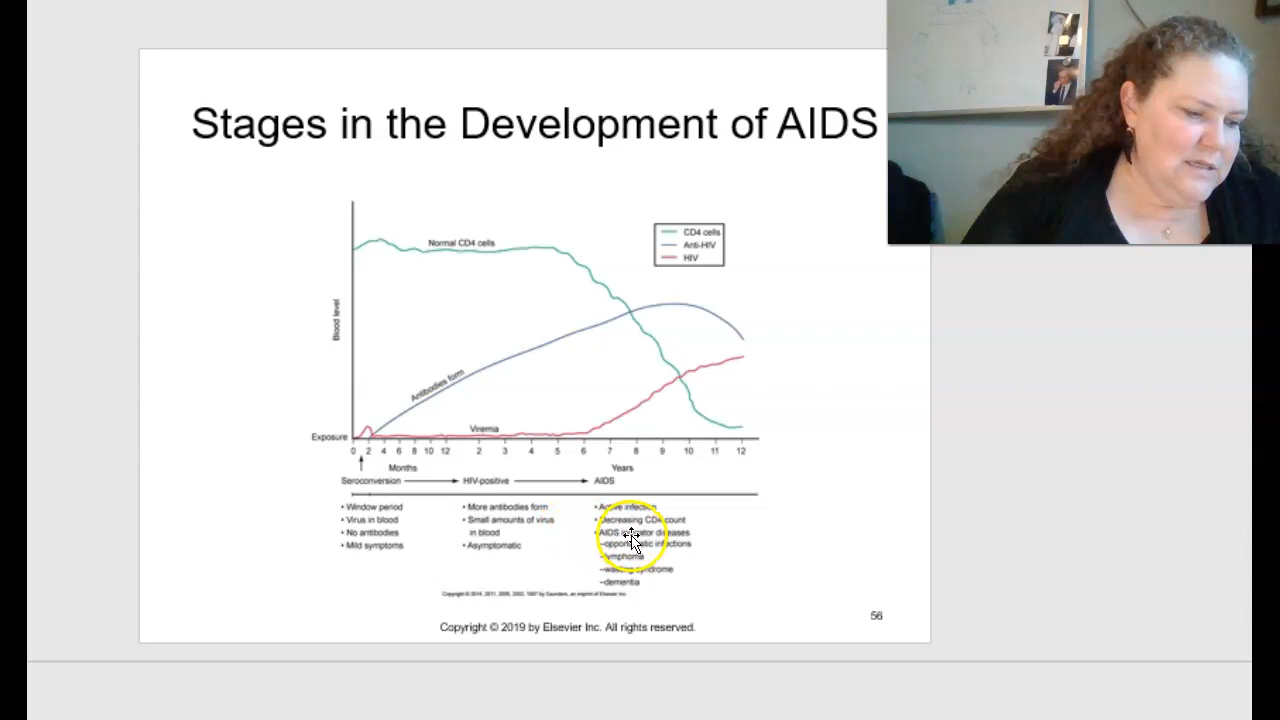 Stages in the Development of AIDS
CD4 cells
Anti-HIV
HIV
Normal CD4 cells
Blood level
Antibodies form
Viremia
Exposure
0 2 4 6 8 10 12 2 3 4 5 6 7 8 9 10 11 12
Months Years
Seroconversion HIV-positive AIDS
• Window period
• Virus in blood
• No antibodies
• Mild symptoms
• More antibodies form
• Small amounts of virus
in blood
• Asymptomatic
• Active infection
• Decreasing CD4 count
• AIDS indicator diseases
–opportunistic infections
–lymphoma
–wasting syndrome
–dementia
Copyright © 2014, 2011, 2006, 2002, 1997 by Saunders, an imprint of Elsevier Inc.
56
Copyright © 2019 by Elsevier Inc. All rights reserved.